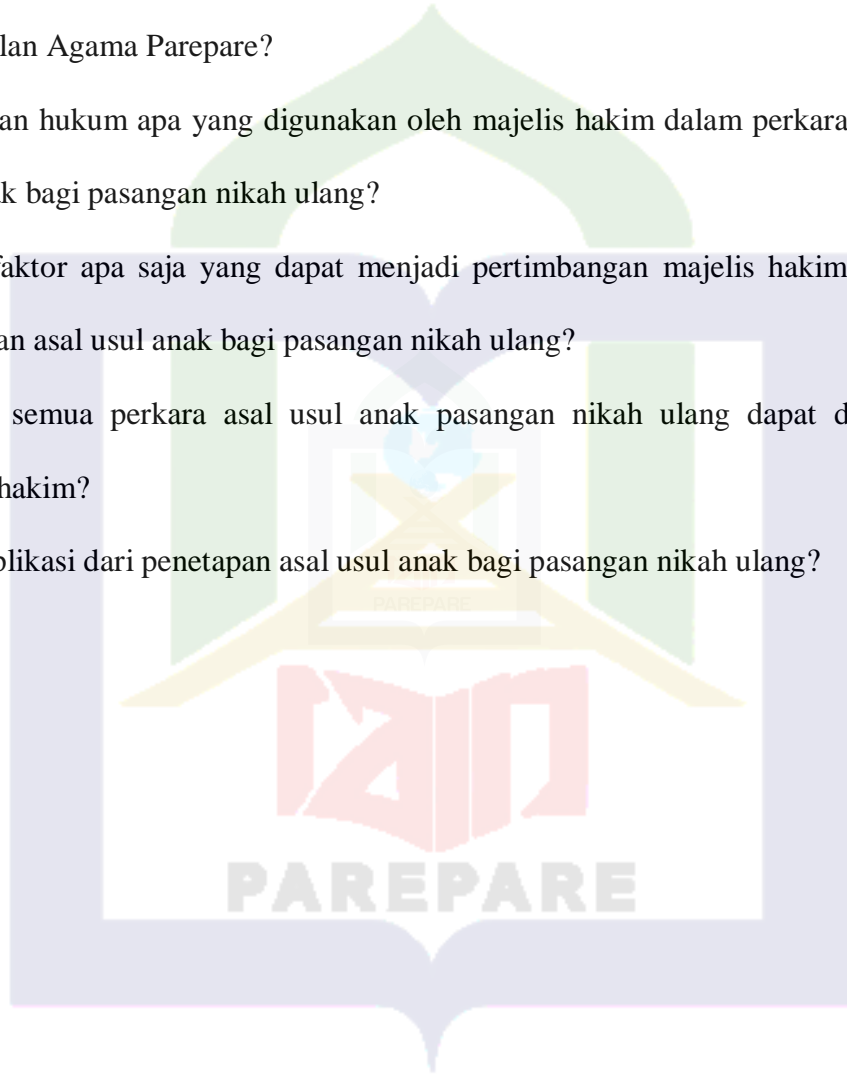 lan Agama Parepare?
an hukum apa yang digunakan oleh majelis hakim dalam perkara
k bagi pasangan nikah ulang?
faktor apa saja yang dapat menjadi pertimbangan majelis hakim
an asal usul anak bagi pasangan nikah ulang?
semua perkara asal usul anak pasangan nikah ulang dapat d
hakim?
plikasi dari penetapan asal usul anak bagi pasangan nikah ulang?
PAREPARE
iain
PAREPARE